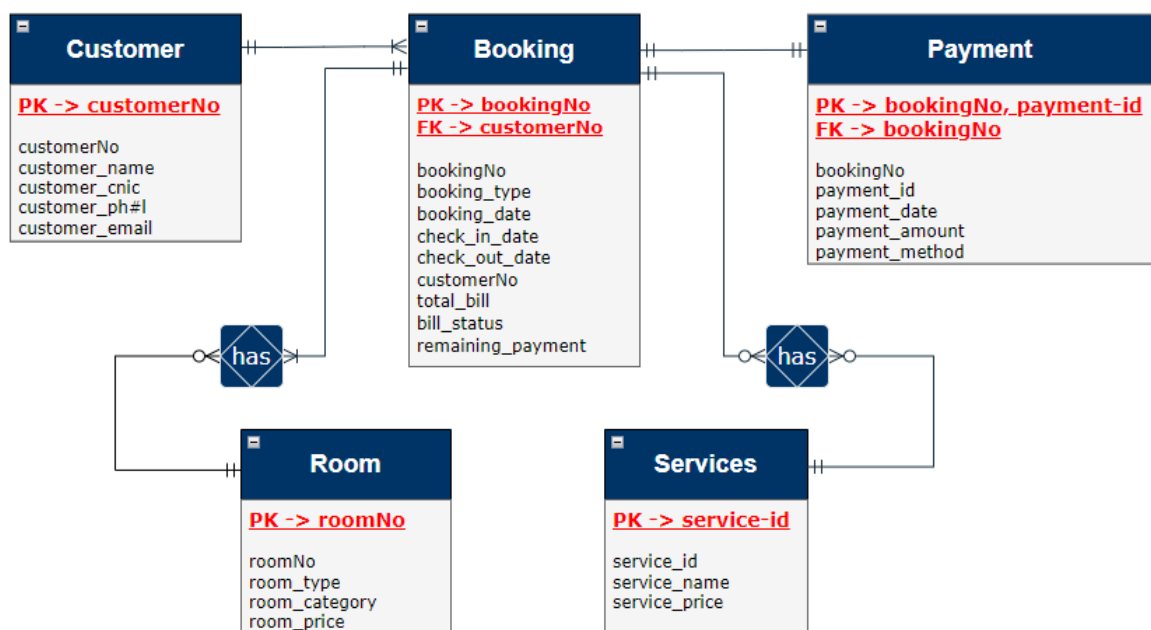 Customer
PK -> customerNo
customerNo
customer_name
customer_cnic
customer_ph#l
customer_email
Booking
PK -> bookingNo
FK -> customerNo
bookingNo
booking_type
booking_date
check_in_date
check_out_date
customerNo
total_bill
bill_status
remaining_payment
Payment
PK -> bookingNo, payment-id
FK -> bookingNo
bookingNo
payment_id
payment_date
payment_amount
payment_method
has
has
Room
PK -> roomNo
roomNo
room_type
room_category
room_price
Services
PK -> service-id
service_id
service_name
service_price